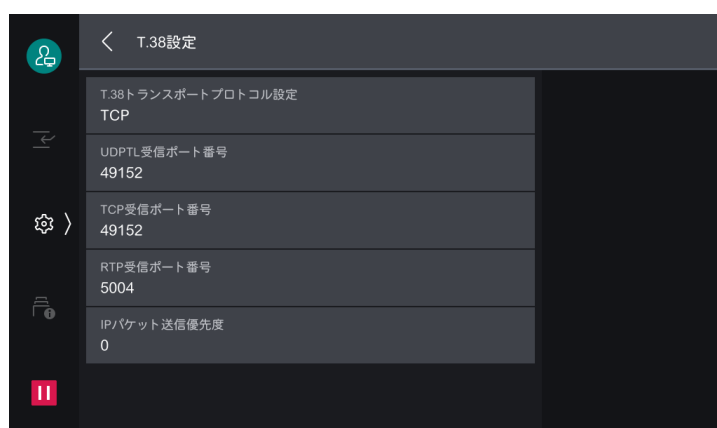 T.38設定
T.38トランスポートプロトコル設定
TCP
UDPTL受信ポート番号
49152
TCP受信ポート番号
49152
RTP受信ポート番号
5004
IPパケット送信優先度
0